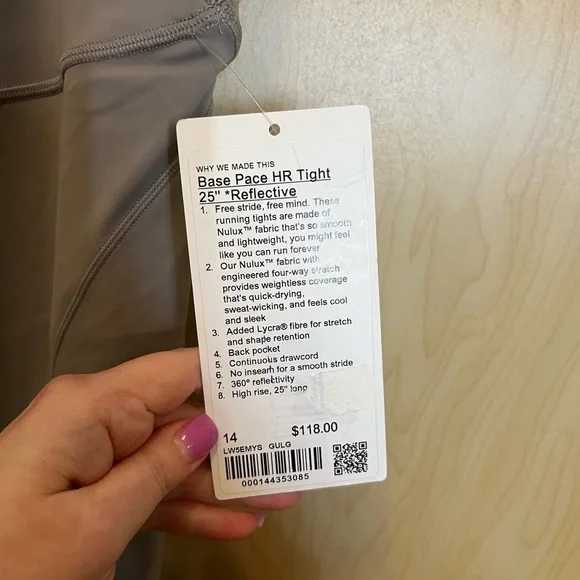 WHY WE MADE THIS
Base Pace HR Tight
25" *Reflective
1. Free stride, free mind. These
running tights are made of
Nulux™ fabric that's so smooth
and lightweight, you might feel
like you can run forever
2. Our Nulux™ fabric with
engineered four-way stretch
provides weightless coverage
that's quick-drying,
sweat-wicking, and feels cool
and sleek
3. Added Lycra® fibre for stretch
and shape retention
4. Back pocket
5. Continuous drawcord
6. No inseam for a smooth stride
7. 360° reflectivity
8. High rise, 25" long
14 $118.00
LW5EMYS GULG
000144353085